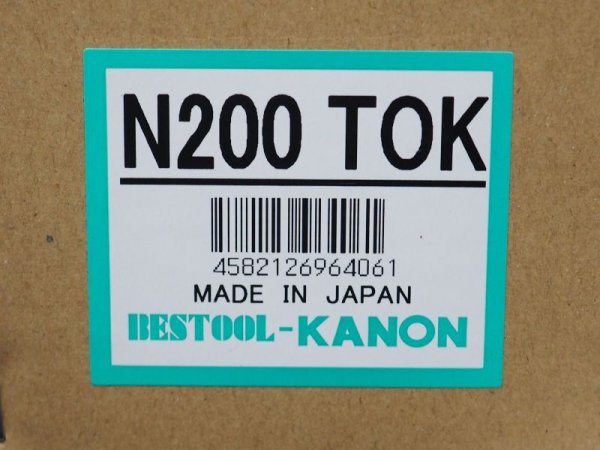 N200 TOK
4582126964061
MADE IN JAPAN
BESTOOL-KANON